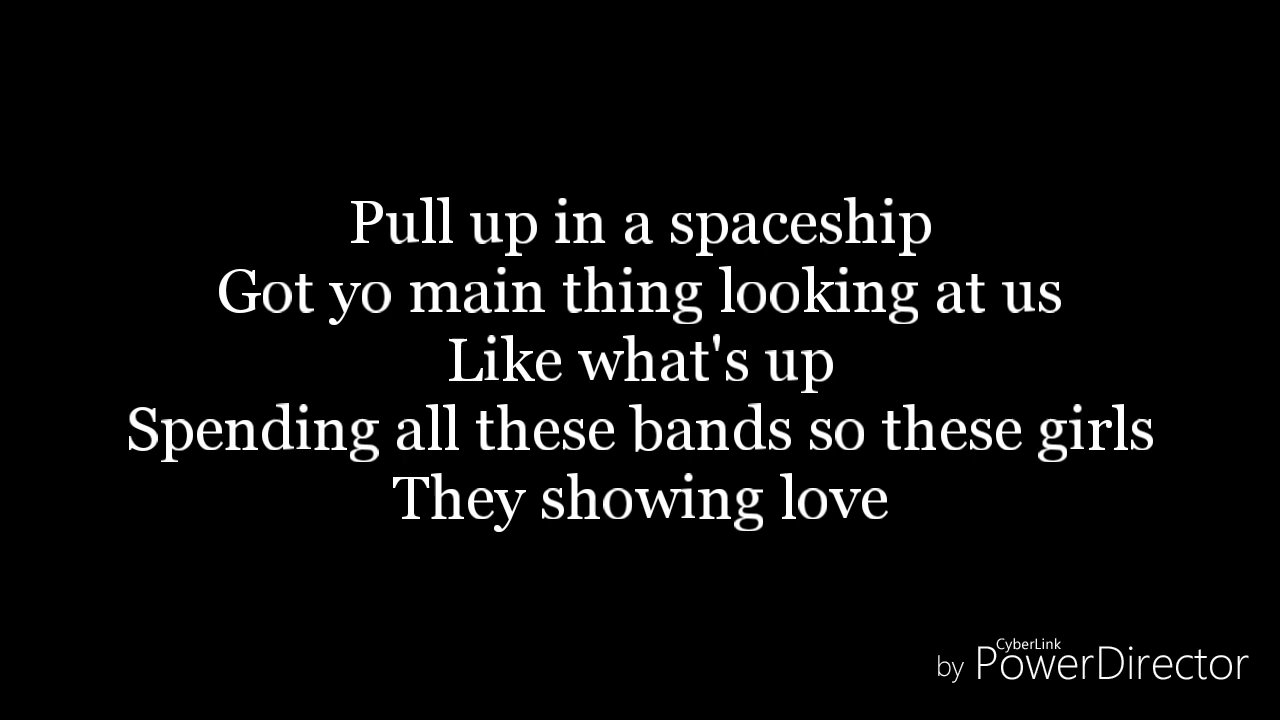 Pull up in a spaceship
Got yo main thing looking at us
Like what's up
Spending all these bands so these girls
They showing love
CyberLink
by PowerDirector